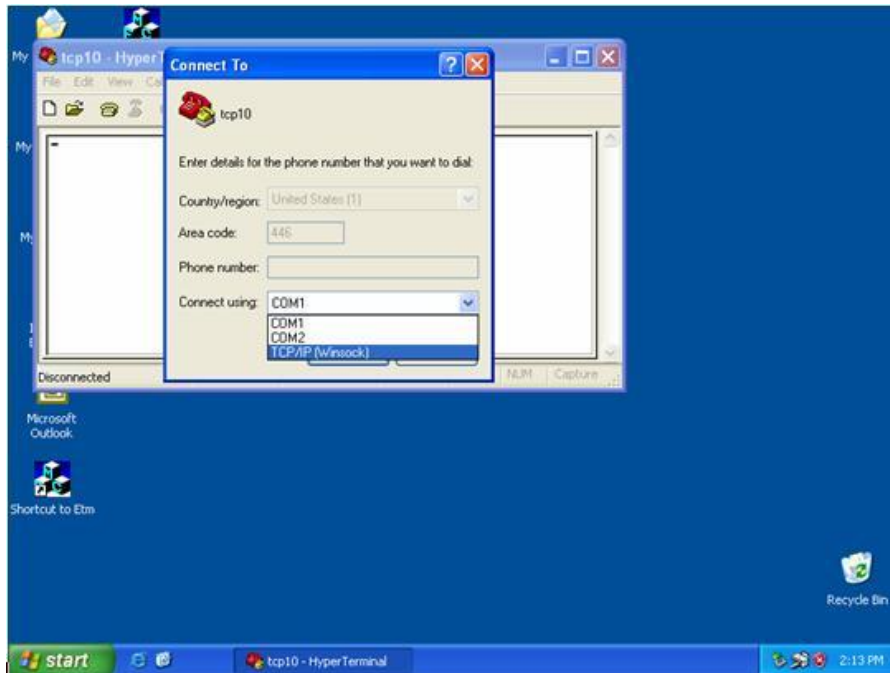 My
tcp10 - HyperT
File Edit View Ca
Connect To
tcp10
Enter details for the phone number that you want to dial:
Country/region: United States (1)
Area code: 446
Phone number:
Connect using: COM1
COM1
COM2
TCP/IP (Winsock)
My
My
Disconnected
NUM
Capture
Microsoft
Outlook
Shortcut to Etm
Recycle Bin
start
tcp10 - HyperTerminal
2:13 PM